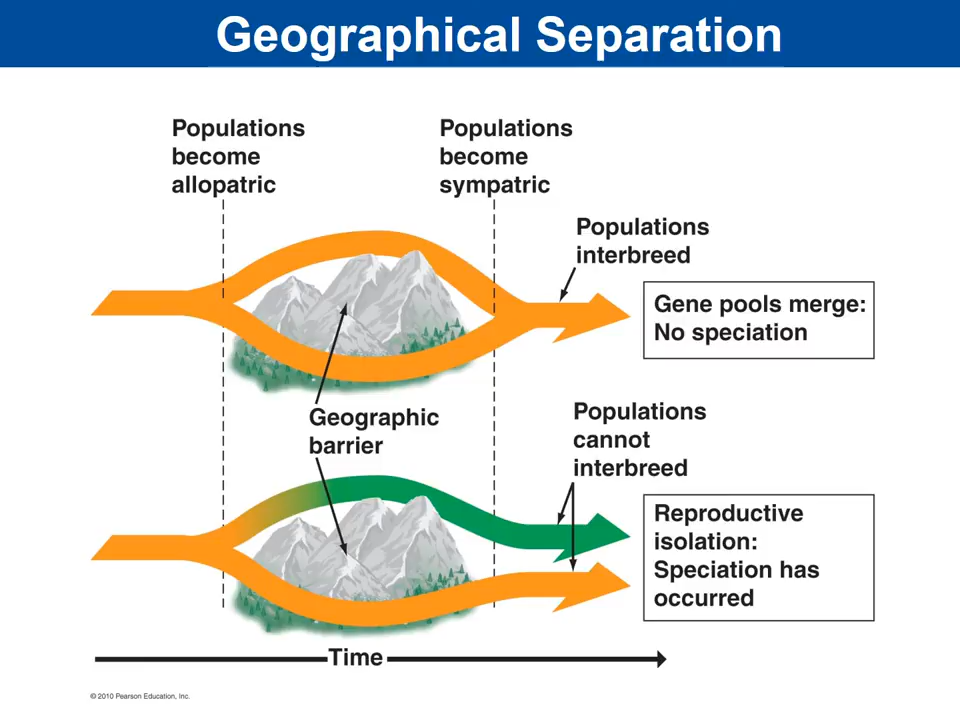 Geographical Separation
Populations
become
allopatric
Populations
become
sympatric
Populations
interbreed
Gene pools merge:
No speciation
Geographic
barrier
Populations
cannot
interbreed
Reproductive
isolation:
Speciation has
occurred
Time
© 2010 Pearson Education, Inc.